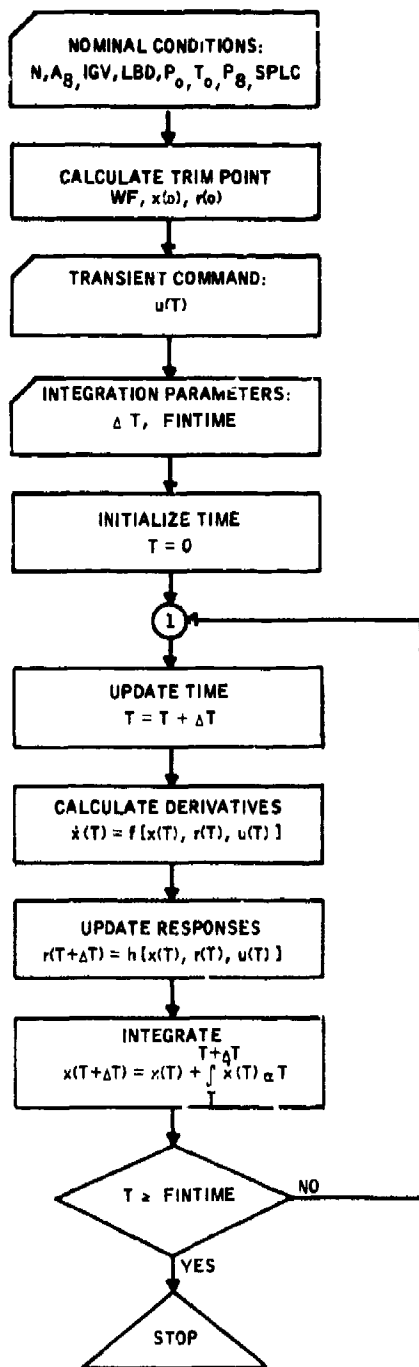 NOMINAL CONDITIONS:
N, A₈, IGV, LBD, P₀, T₀, P₈, SPLC
CALCULATE TRIM POINT
WF, x(o), r(o)
TRANSIENT COMMAND:
u(T)
INTEGRATION PARAMETERS:
Δ T, FINTIME
INITIALIZE TIME
T = 0
1
UPDATE TIME
T = T + ΔT
CALCULATE DERIVATIVES
ẋ(T) = f [x(T), r(T), u(T) ]
UPDATE RESPONSES
r(T+ΔT) = h [x(T), r(T), u(T) ]
INTEGRATE
T+ΔT
x(T+ΔT) = x(T) + ∫ ẋ(T) α T
T
T ≥ FINTIME
NO
YES
STOP